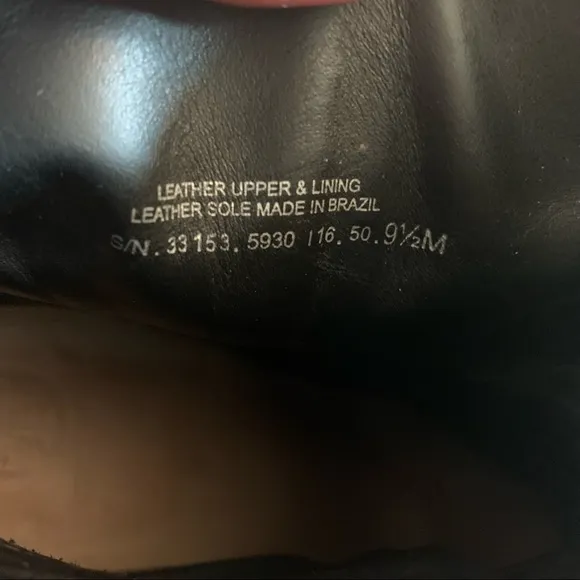 LEATHER UPPER & LINING
LEATHER SOLE MADE IN BRAZIL
S/N. 33153. 5930 116. 50. 9½M